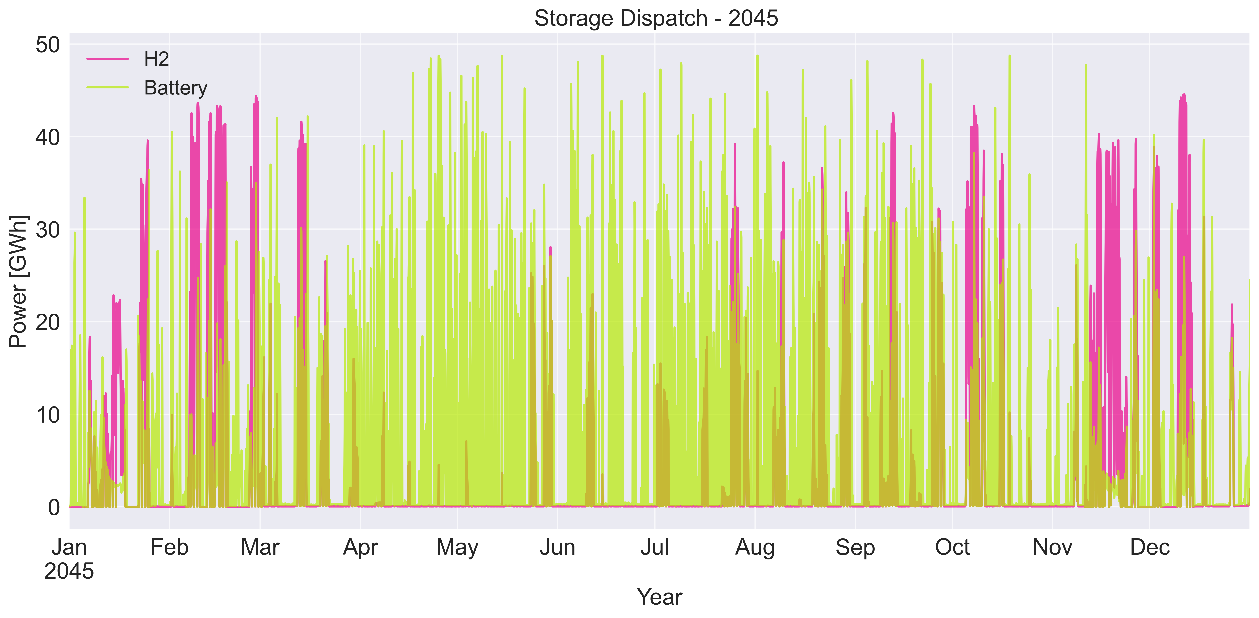 Storage Dispatch - 2045
H2
Battery
50
40
30
20
10
0
Power [GWh]
Jan Feb Mar Apr May Jun Jul Aug Sep Oct Nov Dec
2045
Year